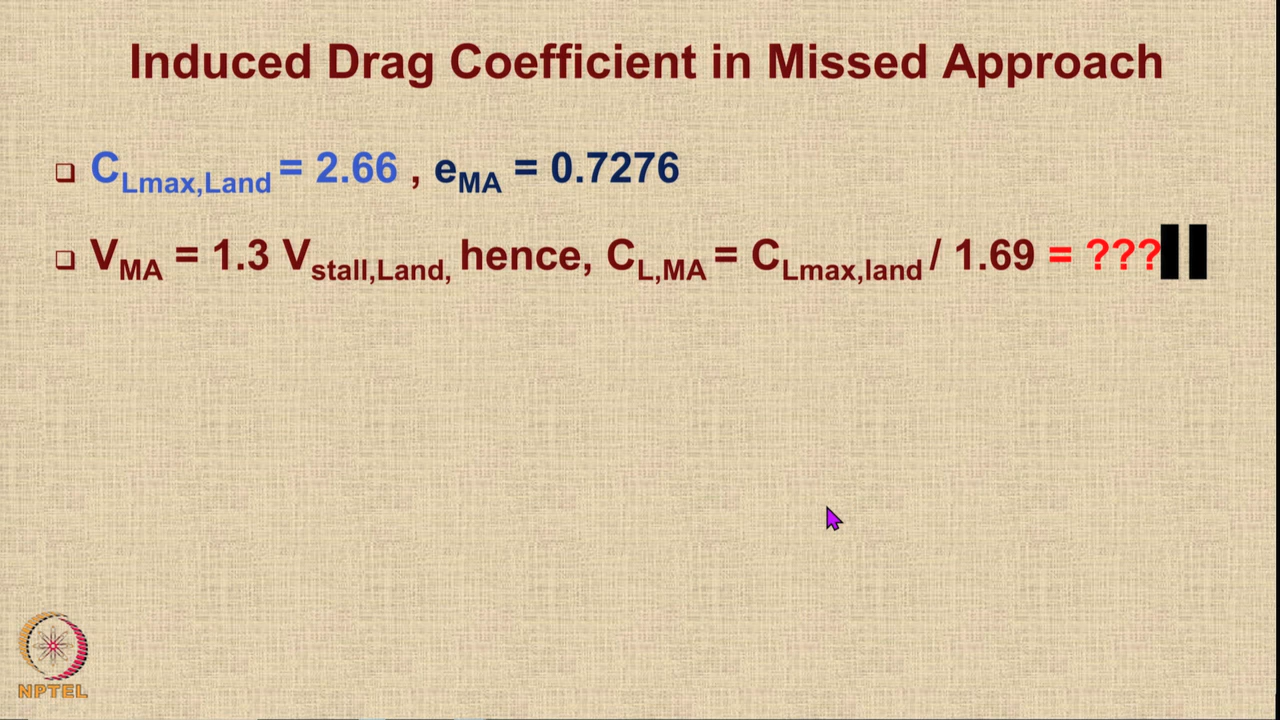 Induced Drag Coefficient in Missed Approach
❑ CLmax,Land = 2.66 , eMA = 0.7276
❑ VMA = 1.3 Vstall,Land, hence, CL,MA = CLmax,land / 1.69 = ???
NPTEL